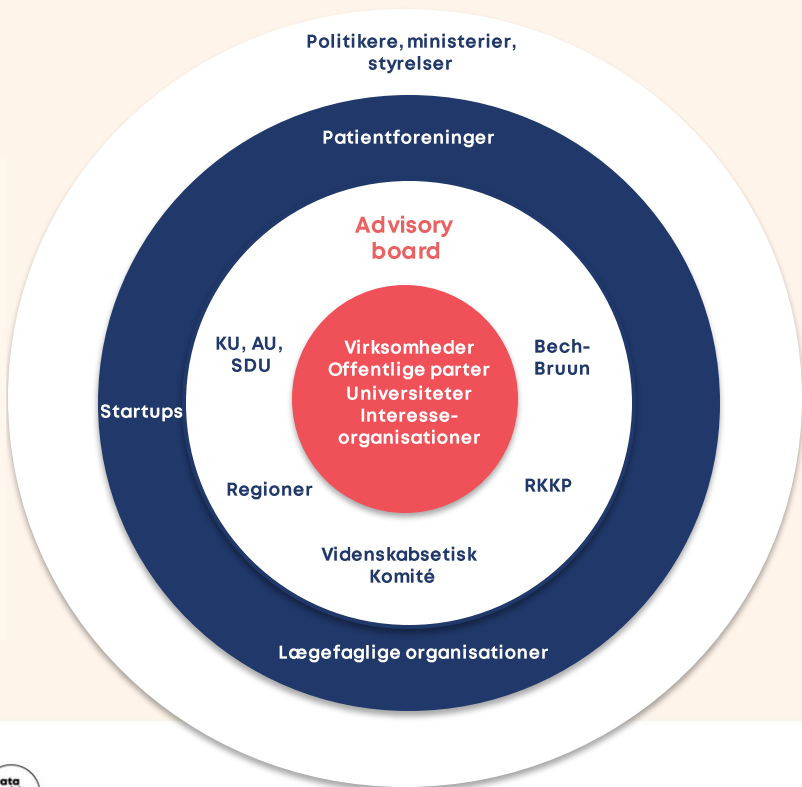 Politikere, ministerier,
styrelser
Patientforeninger
Advisory
board
KU, AU,
SDU
Virksomheder
Offentlige parter
Universiteter
Interesse-
organisationer
Bech-
Bruun
Startups
Regioner
RKKP
Videnskabsetisk
Komité
Lægefaglige organisationer